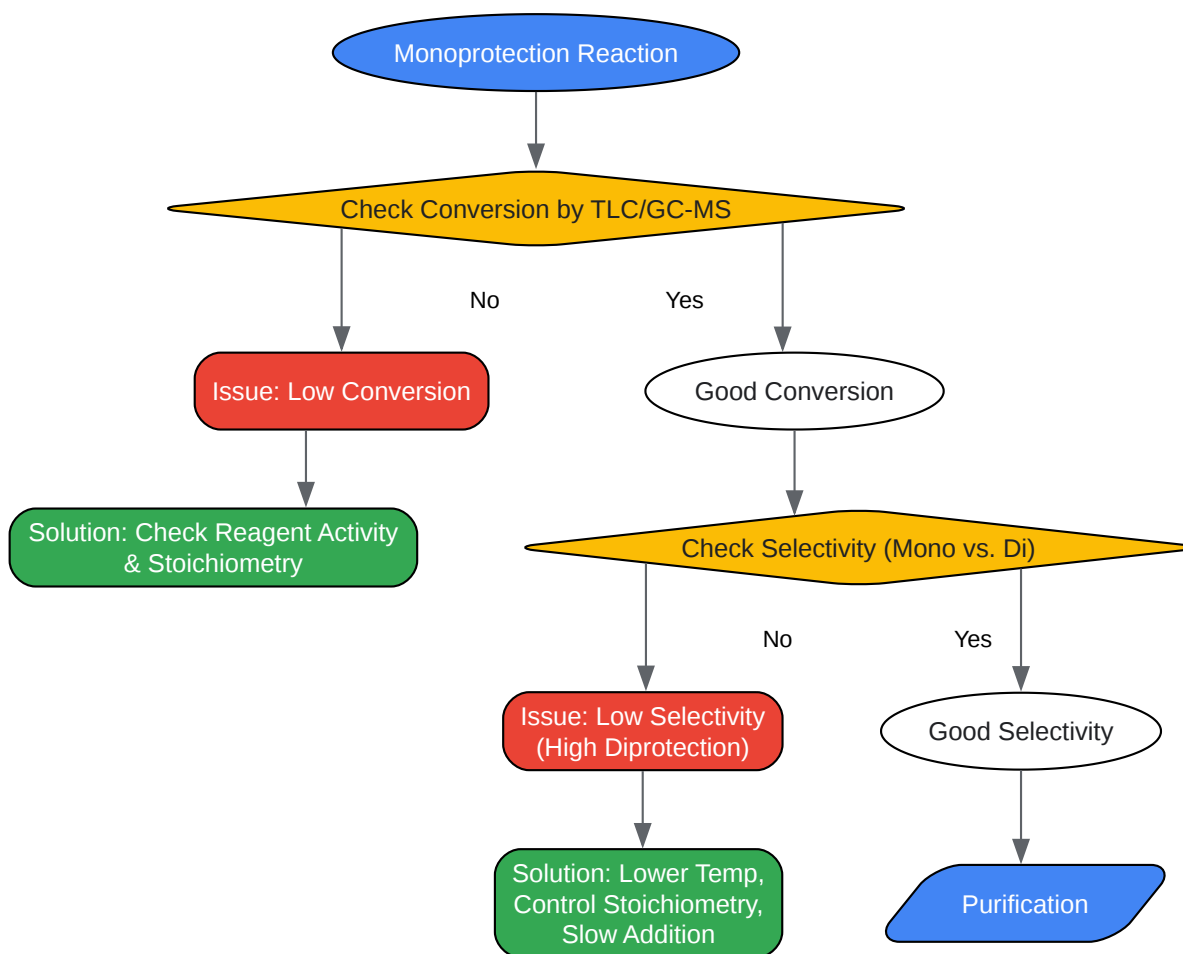 Monoprotection Reaction
Check Conversion by TLC/GC-MS
No
Yes
Issue: Low Conversion
Good Conversion
Solution: Check Reagent Activity
& Stoichiometry
Check Selectivity (Mono vs. Di)
No
Yes
Issue: Low Selectivity
(High Diprotection)
Good Selectivity
Solution: Lower Temp,
Control Stoichiometry,
Slow Addition
Purification